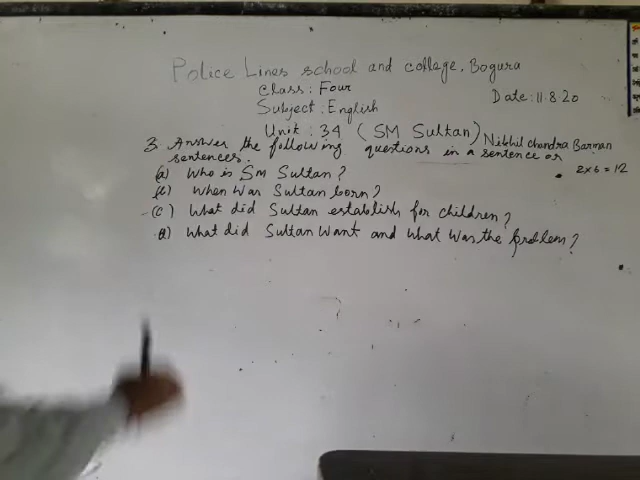 Police Lines school and college, Bogura
Class: Four
Date: 11.8.20
Subject: English
Unit: 34 (SM Sultan)
Nikhil Chandra Barman
3. Answer the following questions in a sentence or
sentences.
2x6=12
(a) Who is SM Sultan?
(b) When was Sultan born?
(c) What did Sultan establish for children?
(d) What did Sultan want and what was the problem?